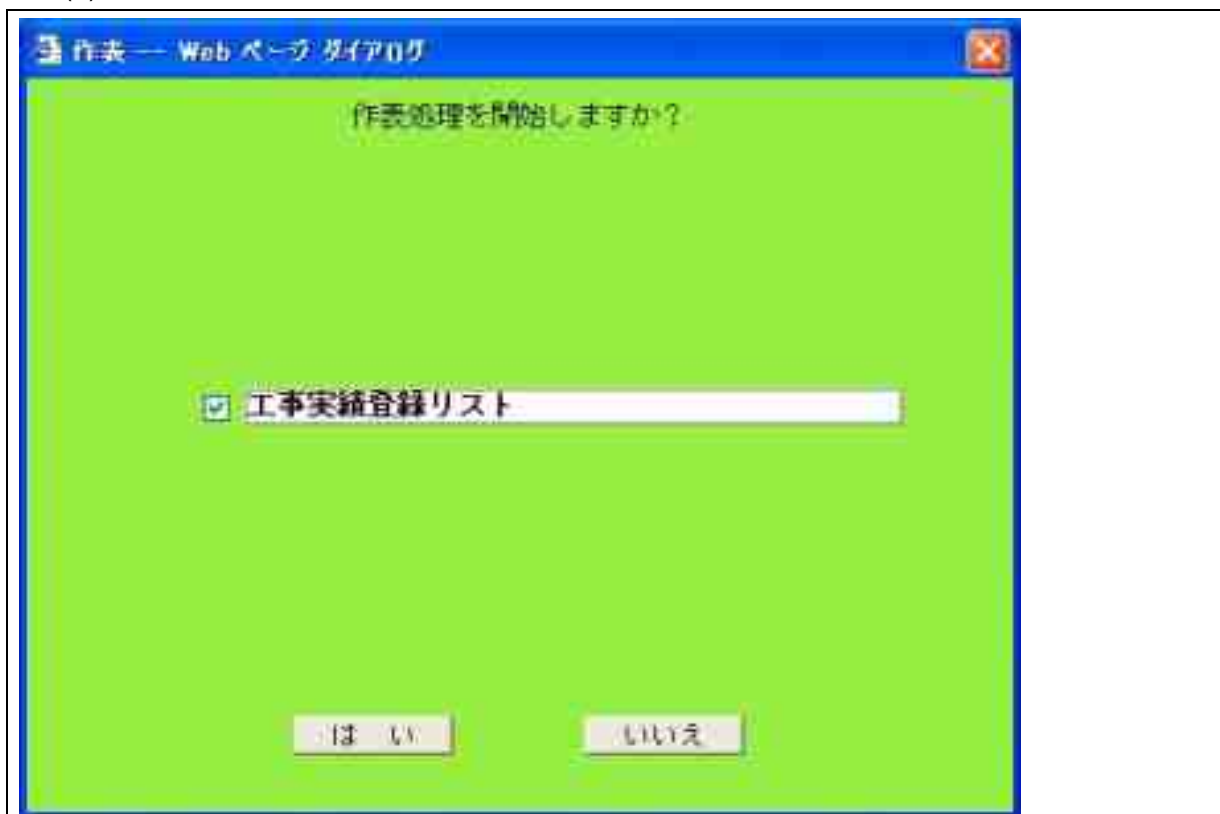 作表 -- Web ページ ダイアログ
作表処理を開始しますか?
工事実績登録リスト
は い
いいえ